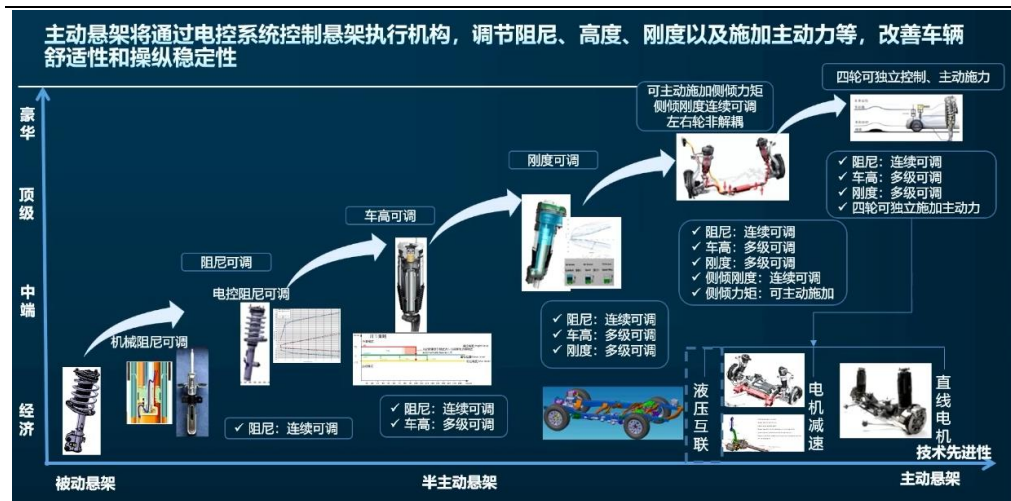 主动悬架将通过电控系统控制悬架执行机构，调节阻尼、高度、刚度以及施加主动力等，改善车辆
舒适性和操纵稳定性
豪华
顶级
中端
经济
机械阻尼可调
阻尼可调
电控阻尼可调
✓ 阻尼：连续可调
车高可调
✓ 阻尼：连续可调
✓ 车高：多级可调
刚度可调
✓ 阻尼：连续可调
✓ 车高：多级可调
✓ 刚度：多级可调
可主动施加侧倾力矩
侧倾刚度连续可调
左右轮非解耦
✓ 阻尼：连续可调
✓ 车高：多级可调
✓ 刚度：多级可调
✓ 侧倾刚度：连续可调
✓ 侧倾力矩：可主动施加
四轮可独立控制、主动施力
✓ 阻尼：连续可调
✓ 车高：多级可调
✓ 刚度：多级可调
✓ 四轮可独立施加主动力
液压互联
电机减速
直线电机
技术先进性
被动悬架
半主动悬架
主动悬架